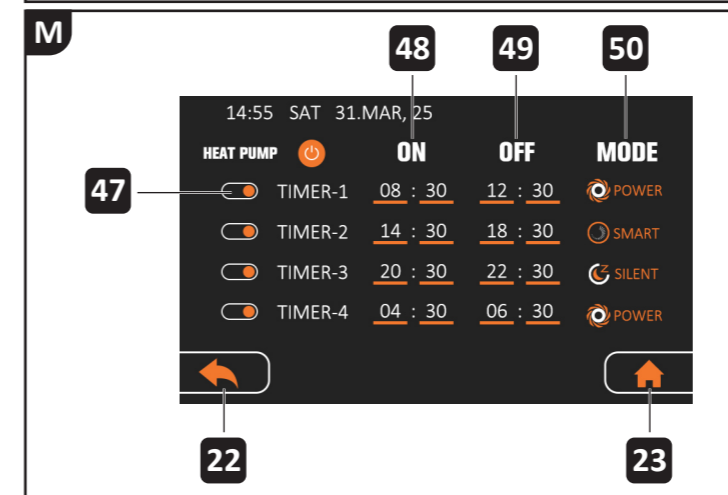 M
48 49 50
14:55 SAT 31.MAR, 25
HEAT PUMP ON OFF MODE
47 TIMER-1 08 : 30 12 : 30 POWER
TIMER-2 14 : 30 18 : 30 SMART
TIMER-3 20 : 30 22 : 30 SILENT
TIMER-4 04 : 30 06 : 30 POWER
22 23